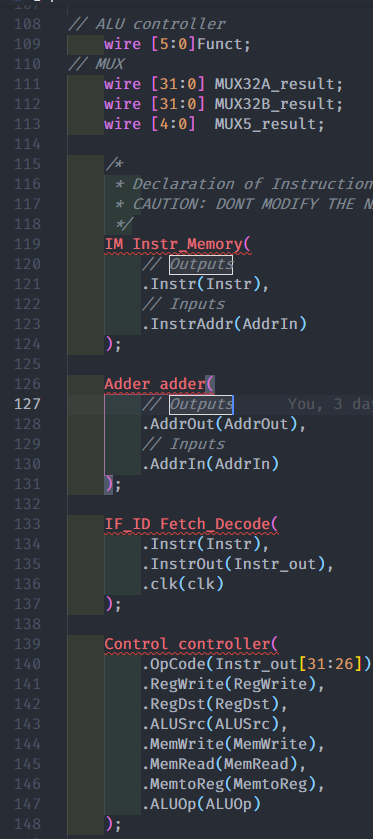 107
108 // ALU controller
109 wire [5:0]Funct;
110 // MUX
111 wire [31:0] MUX32A_result;
112 wire [31:0] MUX32B_result;
113 wire [4:0]  MUX5_result;
114
115 /*
116  * Declaration of Instruction
117  * CAUTION: DONT MODIFY THE N
118  */
119 IM Instr_Memory(
120 // Outputs
121 .Instr(Instr),
122 // Inputs
123 .InstrAddr(AddrIn)
124 );
125
126 Adder adder(
127 // Outputs You, 3 da
128 .AddrOut(AddrOut),
129 // Inputs
130 .AddrIn(AddrIn)
131 );
132
133 IF_ID Fetch_Decode(
134 .Instr(Instr),
135 .InstrOut(Instr_out),
136 .clk(clk)
137 );
138
139 Control controller(
140 .OpCode(Instr_out[31:26])
141 .RegWrite(RegWrite),
142 .RegDst(RegDst),
143 .ALUSrc(ALUSrc),
144 .MemWrite(MemWrite),
145 .MemRead(MemRead),
146 .MemtoReg(MemtoReg),
147 .ALUOp(ALUOp)
148 );